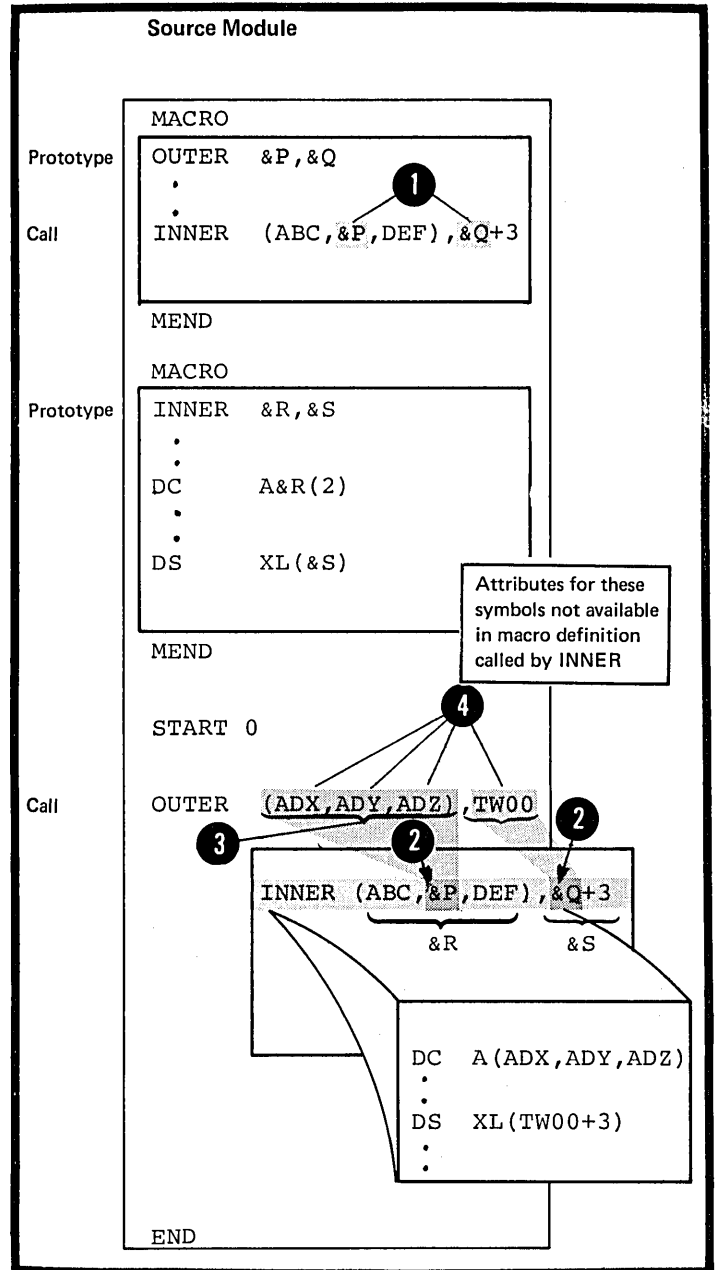 Source Module
MACRO
Prototype OUTER &P,&Q
1
Call INNER (ABC,&P,DEF),&Q+3
MEND
MACRO
Prototype INNER &R,&S
DC A&R(2)
DS XL(&S)
Attributes for these
symbols not available
in macro definition
called by INNER
MEND
4
START 0
Call OUTER (ADX,ADY,ADZ),TW00
3 2 2
INNER (ABC,&P,DEF),&Q+3
&R &S
DC A(ADX,ADY,ADZ)
DS XL(TW00+3)
END